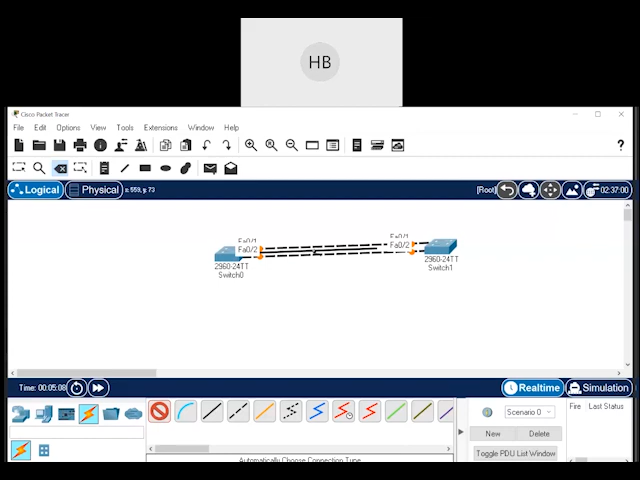 HB
Cisco Packet Tracer
File Edit Options View Tools Extensions Window Help
?
Logical Physical x: 559, y: 73 [Root] 02:37:00
Fa0/1 Fa0/1
Fa0/2 Fa0/2
2960-24TT 2960-24TT
Switch0 Switch1
Time: 00:05:08 Realtime Simulation
Scenario 0 Fire Last Status
New Delete
Toggle PDU List Window
Automatically Choose Connection Type